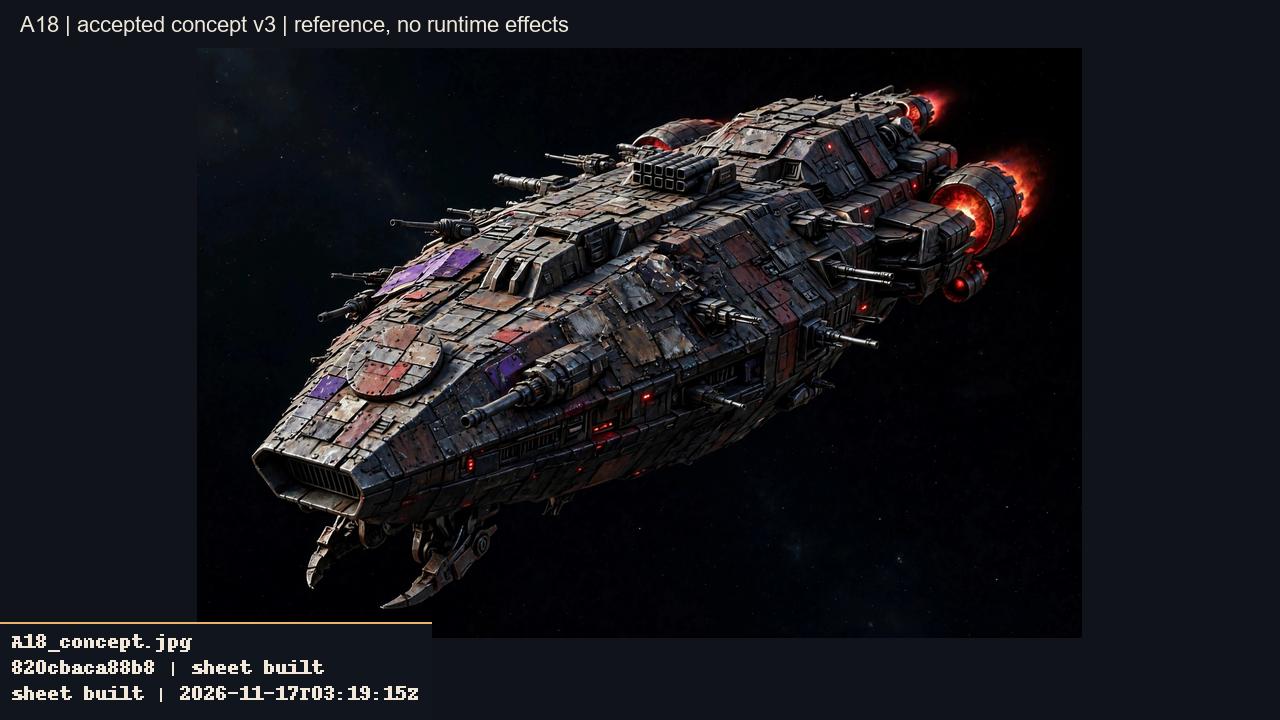 A18 | accepted concept v3 | reference, no runtime effects
A18_concept.jpg
820cbaca88b8 | sheet built
sheet built | 2026-11-17T03:19:15Z